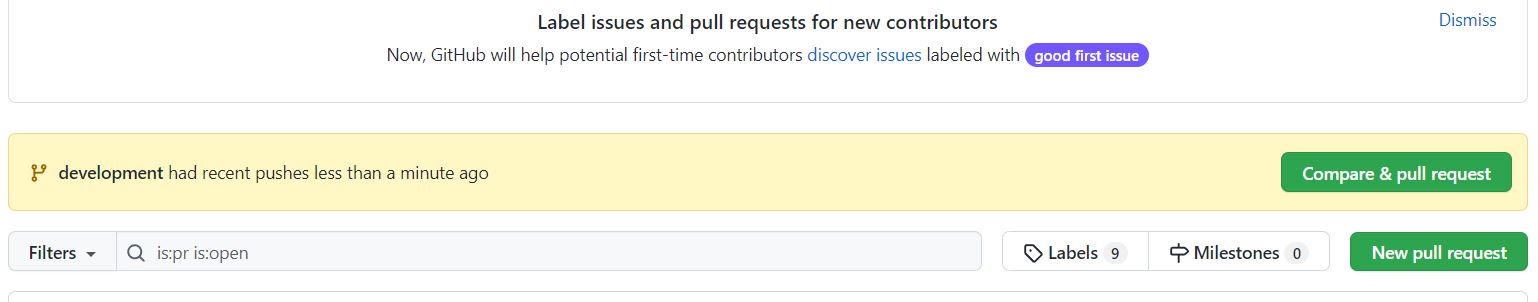 Label issues and pull requests for new contributors
Dismiss
Now, GitHub will help potential first-time contributors discover issues labeled with good first issue
development had recent pushes less than a minute ago
Compare & pull request
Filters
is:pr is:open
Labels 9
Milestones 0
New pull request